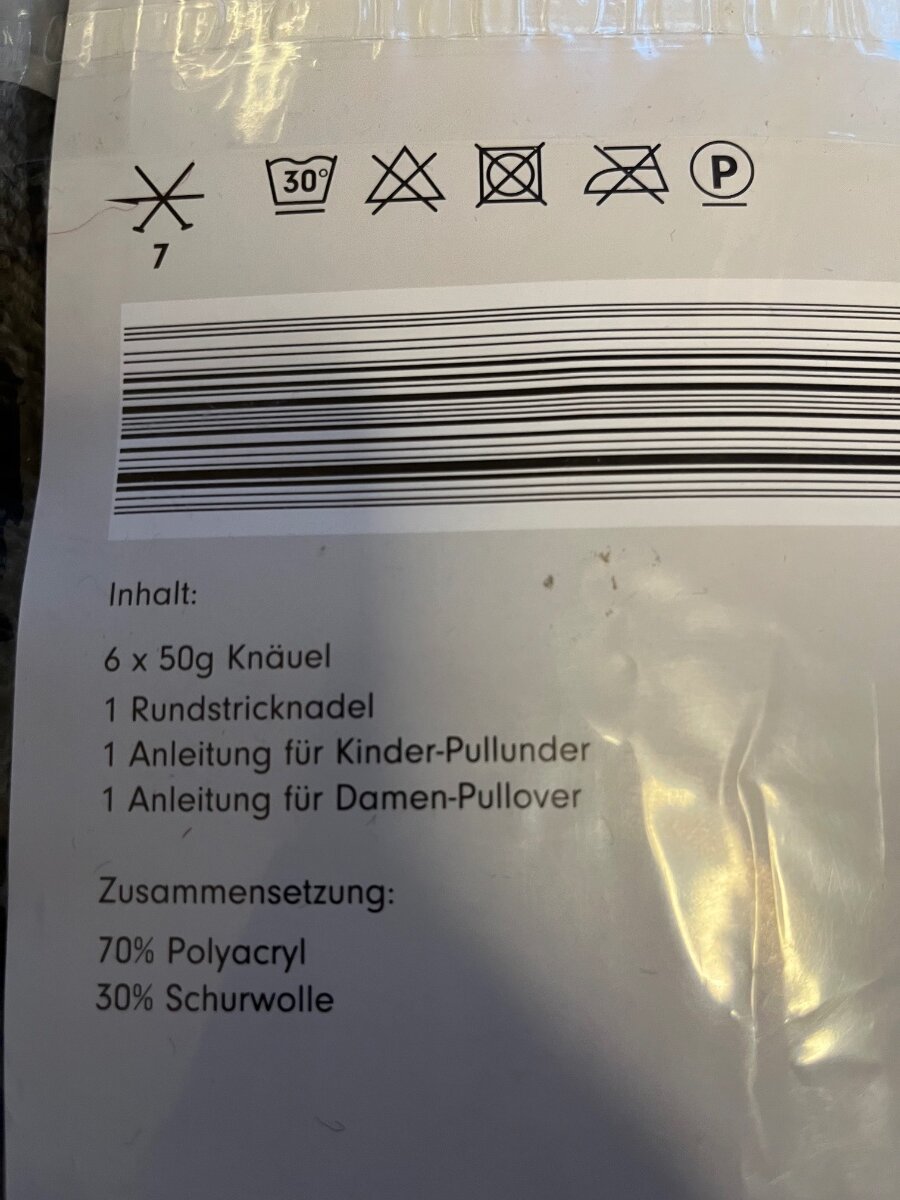 7
30°
P
Inhalt:
6 x 50g Knäuel
1 Rundstricknadel
1 Anleitung für Kinder-Pullunder
1 Anleitung für Damen-Pullover
Zusammensetzung:
70% Polyacryl
30% Schurwolle